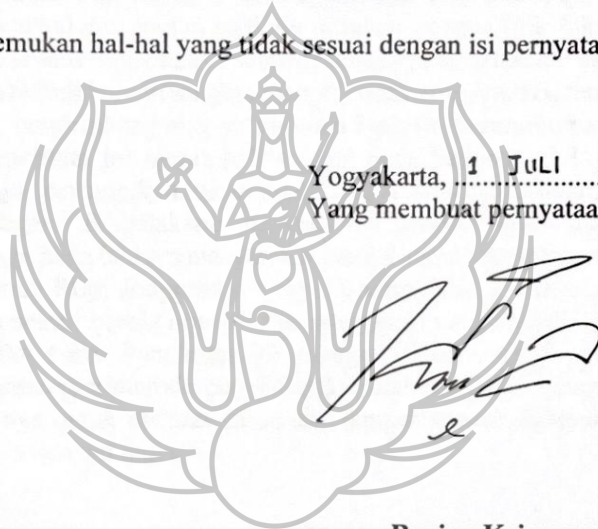 emukan hal-hal yang tidak sesuai dengan isi pernyata
Yogyakarta, 1 JULI
Yang membuat pernyataa